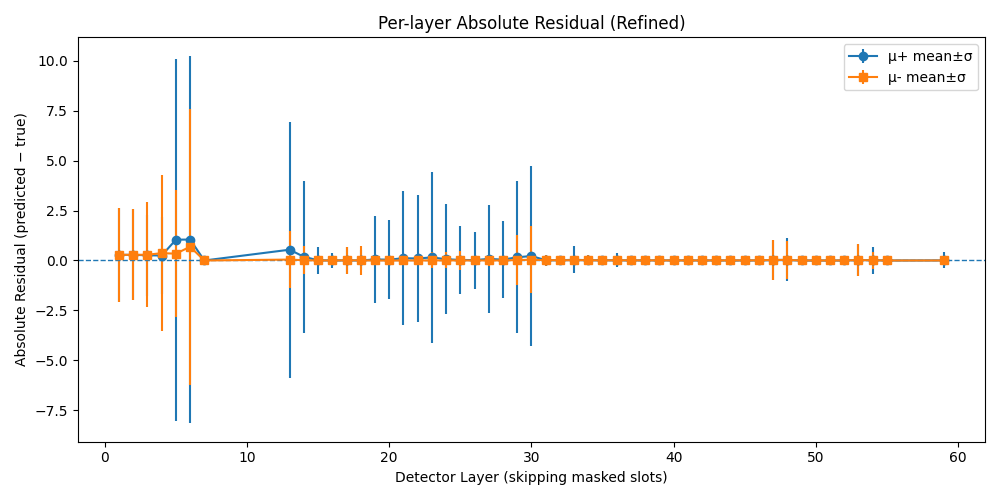 Per-layer Absolute Residual (Refined)
μ+ mean±σ
μ- mean±σ
Absolute Residual (predicted − true)
10.0
7.5
5.0
2.5
0.0
−2.5
−5.0
−7.5
0 10 20 30 40 50 60
Detector Layer (skipping masked slots)